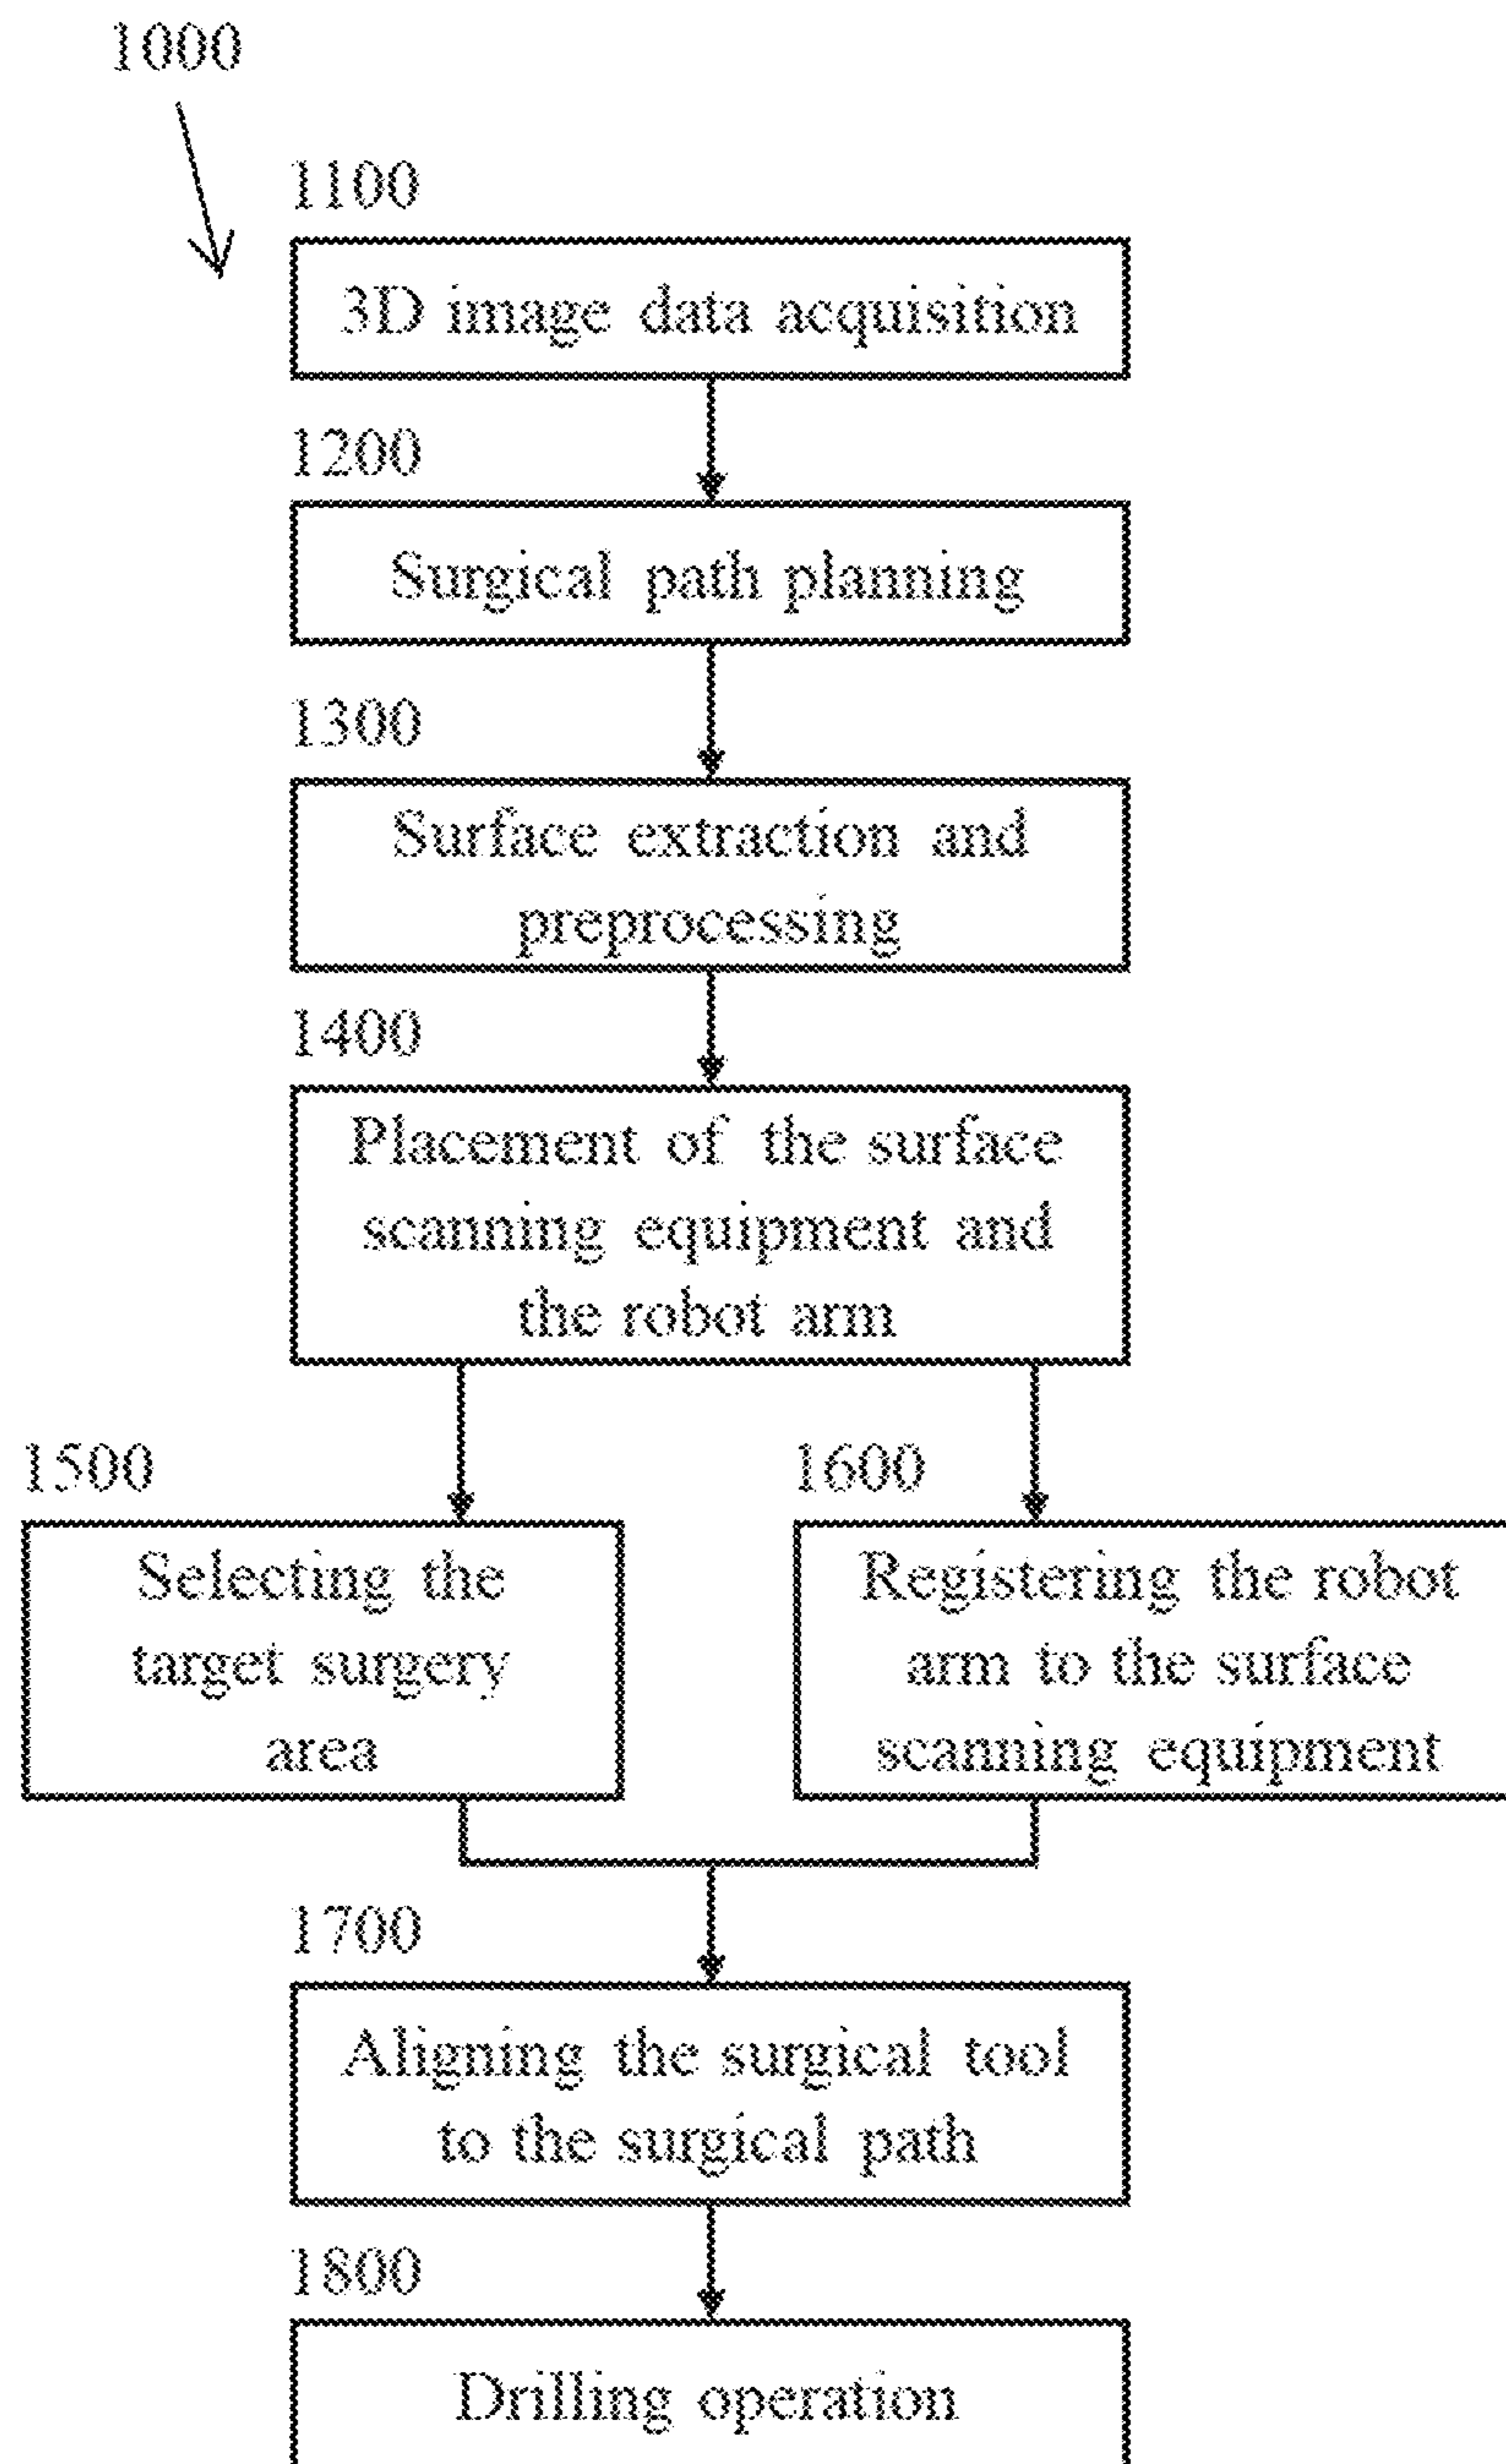 1000
1100
3D image data acquisition
1200
Surgical path planning
1300
Surface extraction and
preprocessing
1400
Placement of the surface
scanning equipment and
the robot arm
1500
Selecting the
target surgery
area
1600
Registering the robot
arm to the surface
scanning equipment
1700
Aligning the surgical tool
to the surgical path
1800
Drilling operation